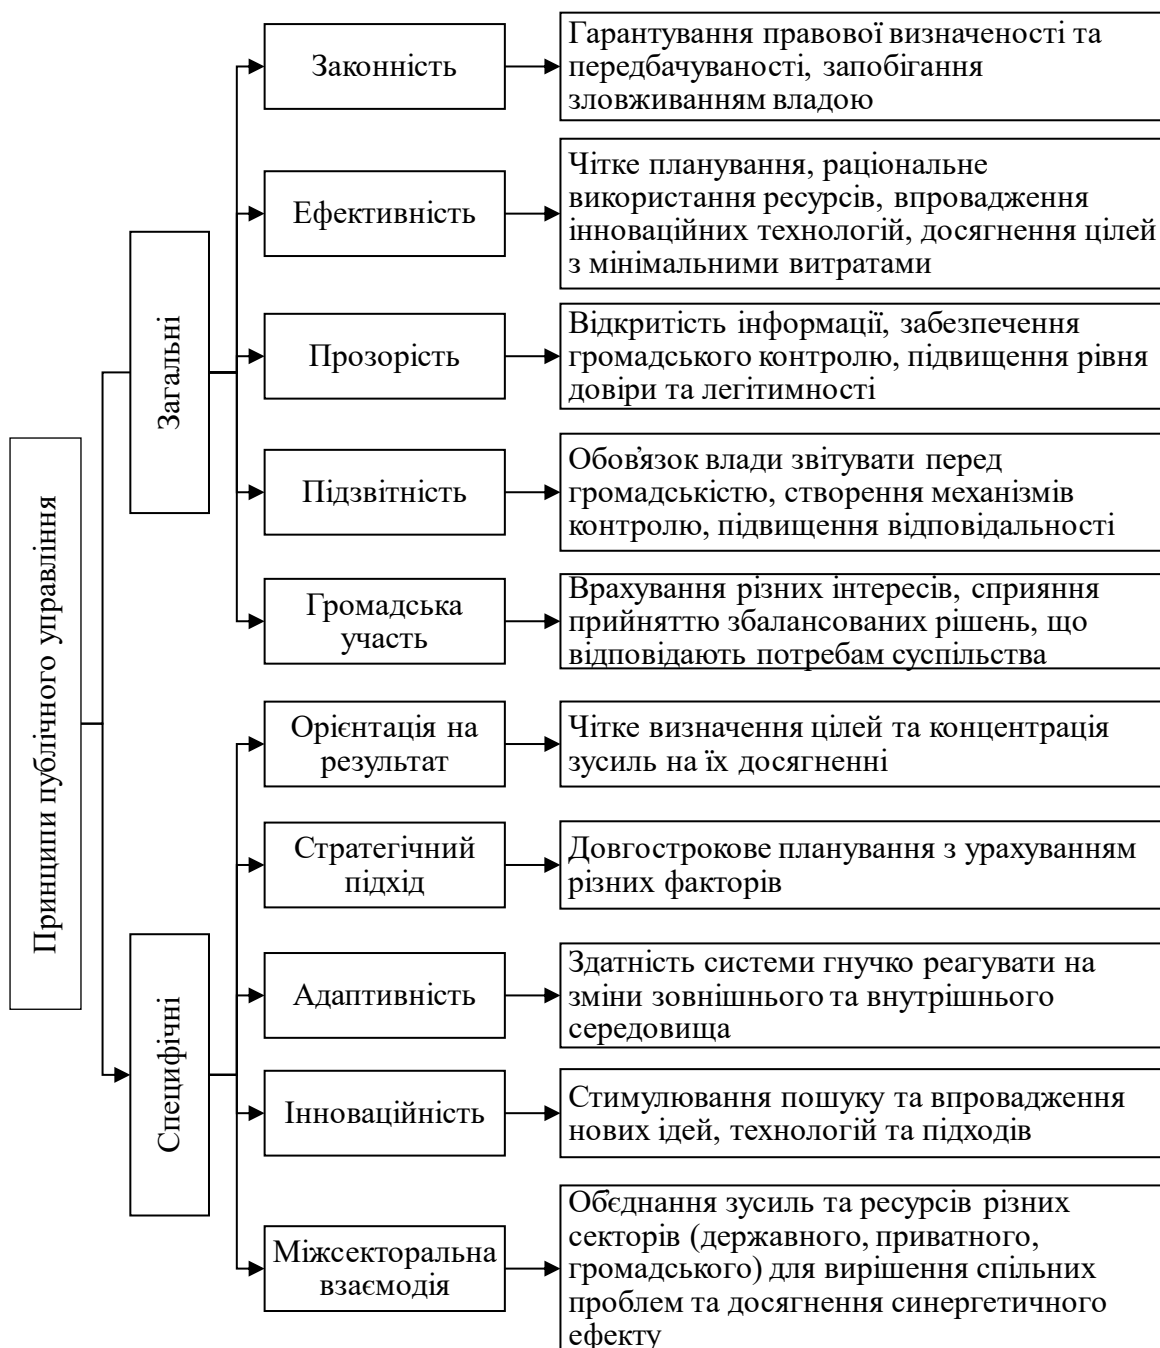 Принципи публічного управління
Загальні
Законність
Гарантування правової визначеності та
передбачуваності, запобігання
зловживанням владою
Ефективність
Чітке планування, раціональне
використання ресурсів, впровадження
інноваційних технологій, досягнення цілей
з мінімальними витратами
Прозорість
Відкритість інформації, забезпечення
громадського контролю, підвищення рівня
довіри та легітимності
Підзвітність
Обов'язок влади звітувати перед
громадськістю, створення механізмів
контролю, підвищення відповідальності
Громадська
участь
Врахування різних інтересів, сприяння
прийняттю збалансованих рішень, що
відповідають потребам суспільства
Специфічні
Орієнтація на
результат
Чітке визначення цілей та концентрація
зусиль на їх досягненні
Стратегічний
підхід
Довгострокове планування з урахуванням
різних факторів
Адаптивність
Здатність системи гнучко реагувати на
зміни зовнішнього та внутрішнього
середовища
Інноваційність
Стимулювання пошуку та впровадження
нових ідей, технологій та підходів
Міжсекторальна
взаємодія
Об'єднання зусиль та ресурсів різних
секторів (державного, приватного,
громадського) для вирішення спільних
проблем та досягнення синергетичного
ефекту